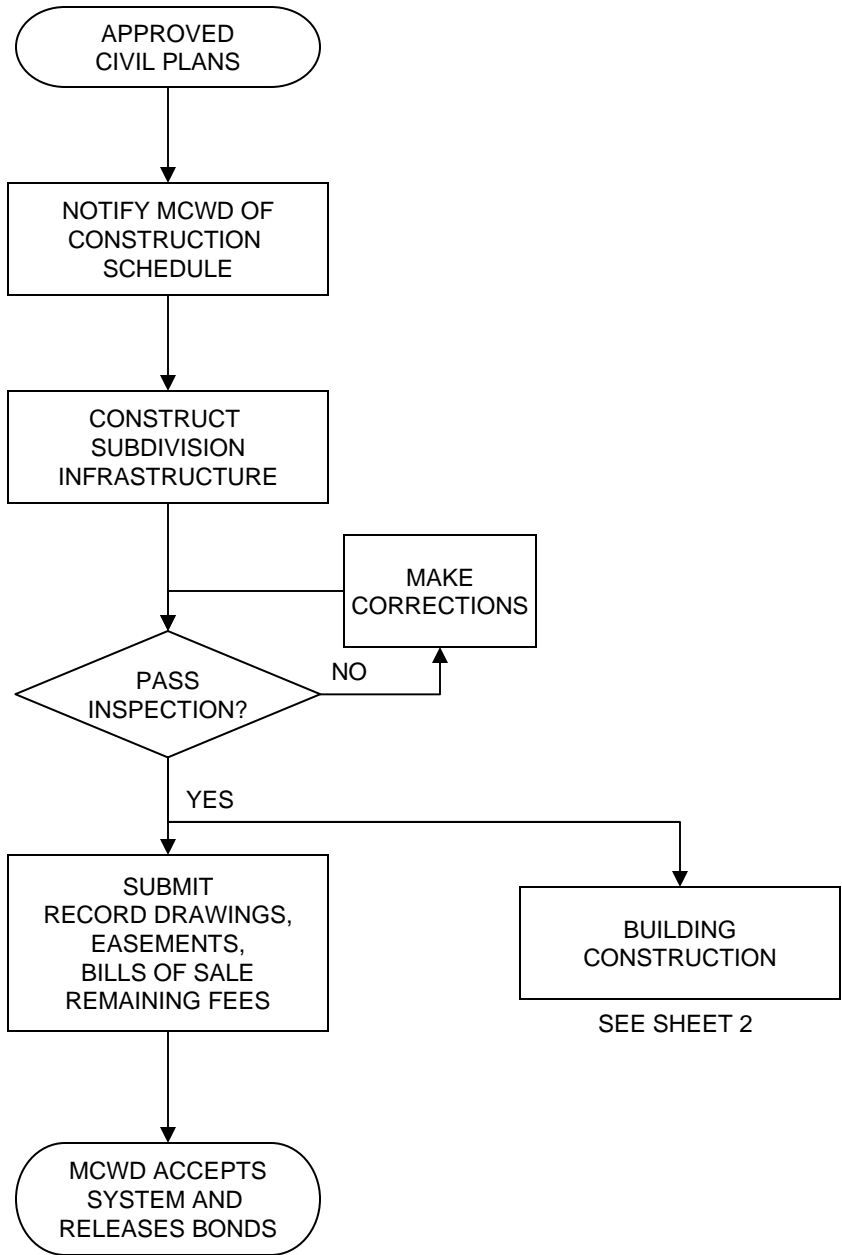 APPROVED
CIVIL PLANS
NOTIFY MCWD OF
CONSTRUCTION
SCHEDULE
CONSTRUCT
SUBDIVISION
INFRASTRUCTURE
MAKE
CORRECTIONS
PASS
INSPECTION?
NO
YES
SUBMIT
RECORD DRAWINGS,
EASEMENTS,
BILLS OF SALE
REMAINING FEES
BUILDING
CONSTRUCTION
SEE SHEET 2
MCWD ACCEPTS
SYSTEM AND
RELEASES BONDS